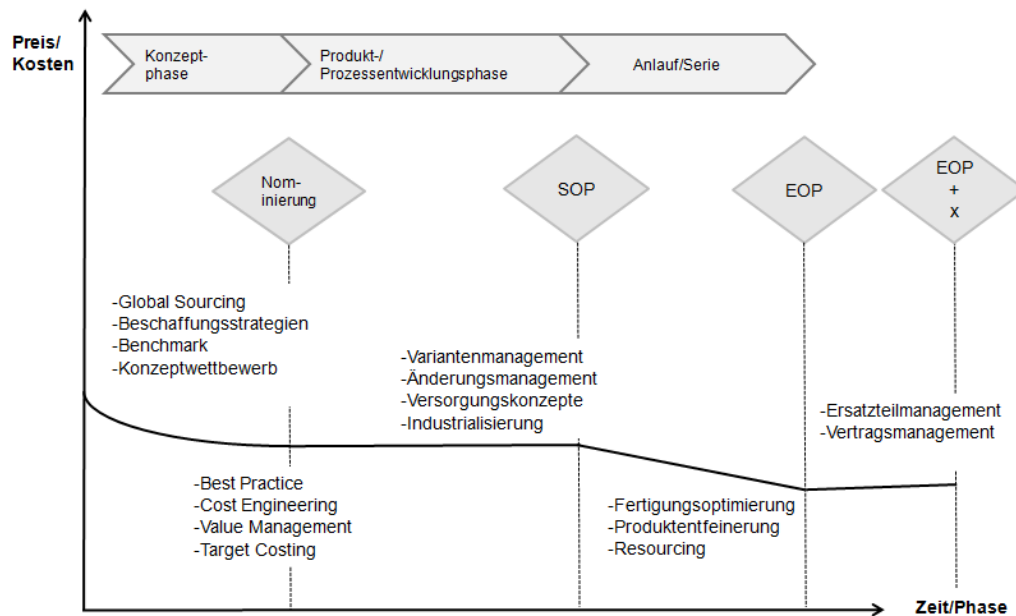 Preis/
Kosten
Konzept-
phase
Produkt-/
Prozessentwicklungsphase
Anlauf/Serie
Nom-
inierung
SOP
EOP
EOP
+
x
-Global Sourcing
-Beschaffungsstrategien
-Benchmark
-Konzeptwettbewerb
-Variantenmanagement
-Änderungsmanagement
-Versorgungskonzepte
-Industrialisierung
-Ersatzteilmanagement
-Vertragsmanagement
-Best Practice
-Cost Engineering
-Value Management
-Target Costing
-Fertigungsoptimierung
-Produktentfeinerung
-Resourcing
Zeit/Phase